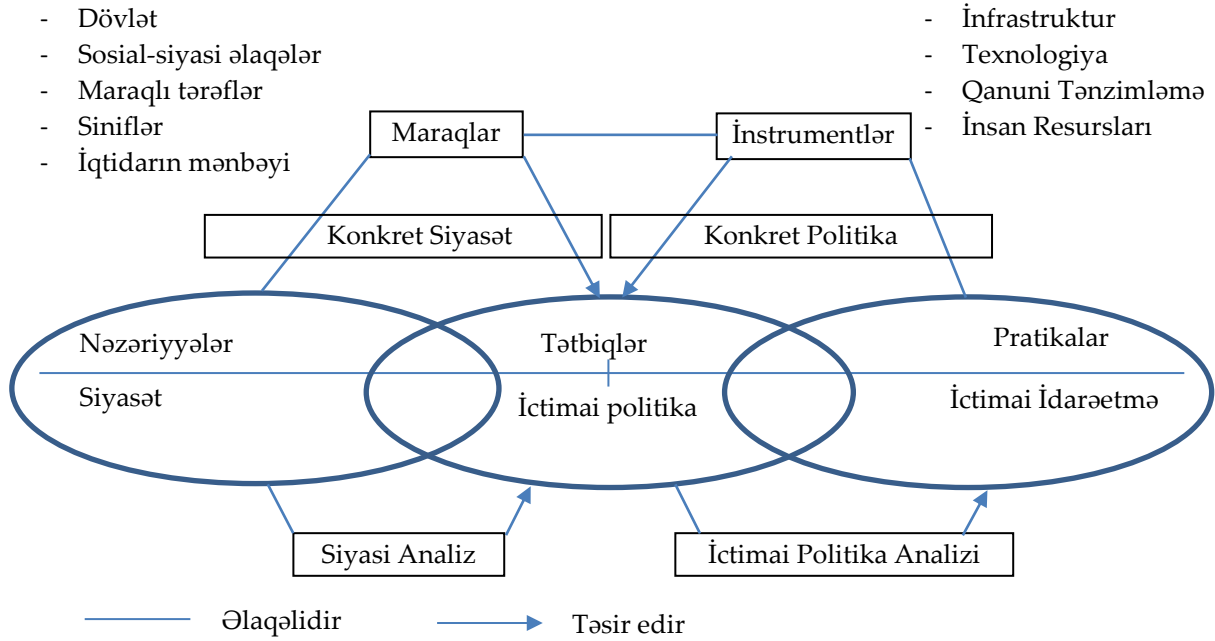 - Dövlət
- Sosial-siyasi əlaqələr
- Maraqlı tərəflər
- Siniflər
- İqtidarın mənbəyi
- İnfrastruktur
- Texnologiya
- Qanuni Tənzimləmə
- İnsan Resursları
Maraqlar
İnstrumentlər
Konkret Siyasət
Konkret Politika
Nəzəriyyələr
Tətbiqlər
Pratikalar
Siyasət
İctimai politika
İctimai İdarəetmə
Siyasi Analiz
İctimai Politika Analizi
Əlaqəlidir
Təsir edir